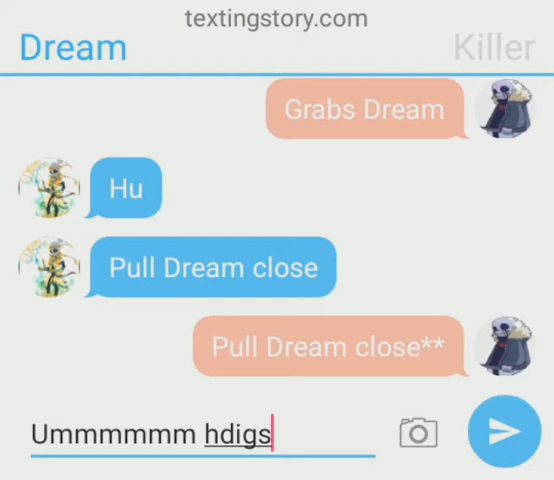 textingstory.com
Dream Killer
Grabs Dream
Hu
Pull Dream close
Pull Dream close**
Ummmmmm hdigs